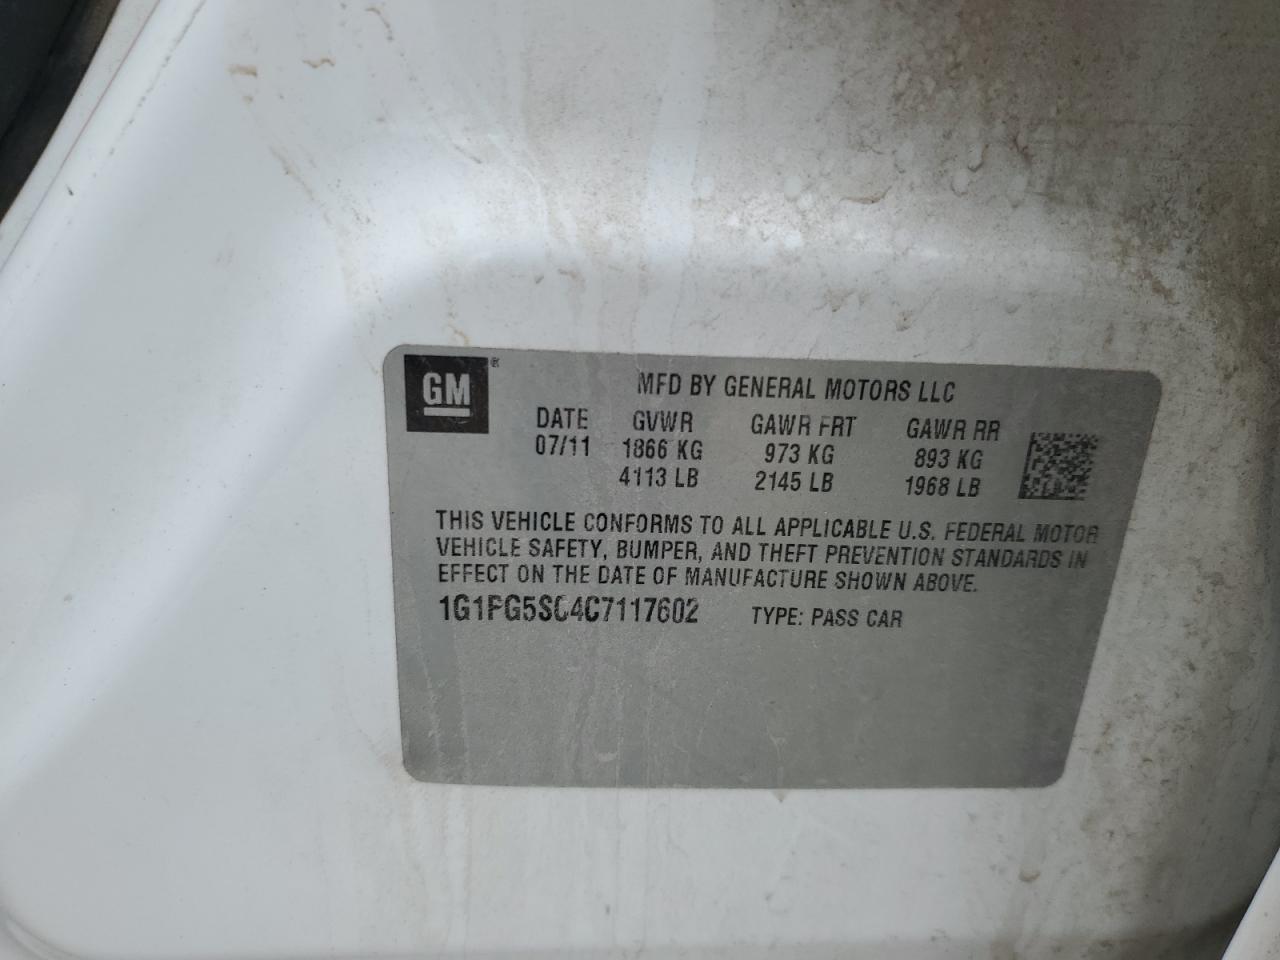 GM®
MFD BY GENERAL MOTORS LLC
DATE GVWR GAWR FRT GAWR RR
07/11 1866 KG 973 KG 893 KG
4113 LB 2145 LB 1968 LB
THIS VEHICLE CONFORMS TO ALL APPLICABLE U.S. FEDERAL MOTOR
VEHICLE SAFETY, BUMPER, AND THEFT PREVENTION STANDARDS IN
EFFECT ON THE DATE OF MANUFACTURE SHOWN ABOVE.
1G1FG5SC4C7117602 TYPE: PASS CAR